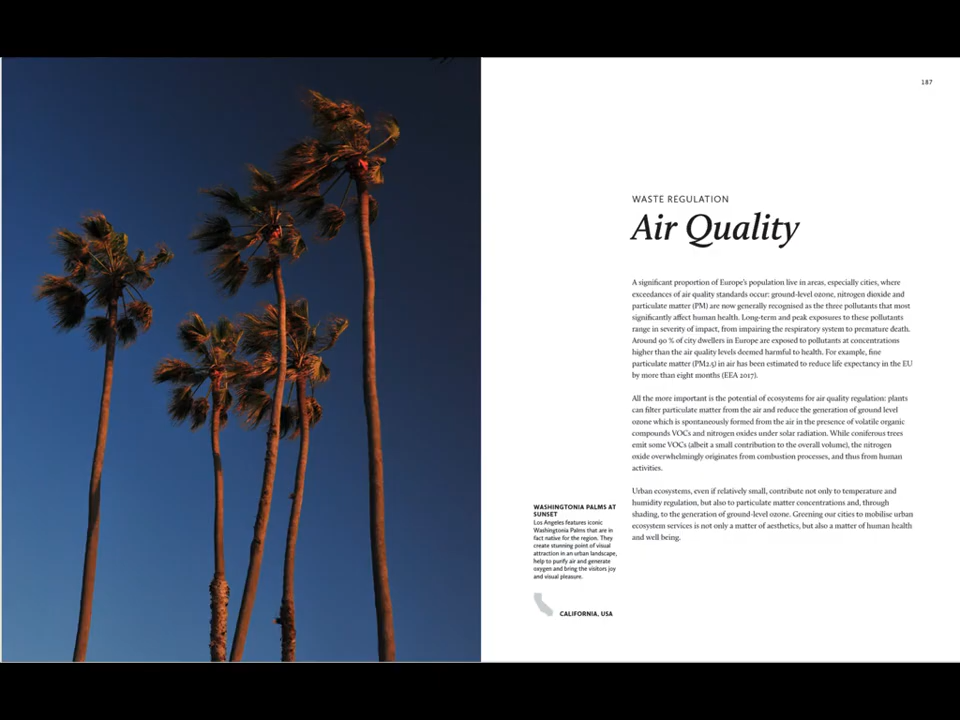 187
WASTE REGULATION
Air Quality
A significant proportion of Europe's population live in areas, especially cities, where
exceedances of air quality standards occur: ground-level ozone, nitrogen dioxide and
particulate matter (PM) are now generally recognised as the three pollutants that most
significantly affect human health. Long-term and peak exposures to these pollutants
range in severity of impact, from impairing the respiratory system to premature death.
Around 90 % of city dwellers in Europe are exposed to pollutants at concentrations
higher than the air quality levels deemed harmful to health. For example, fine
particulate matter (PM2.5) in air has been estimated to reduce life expectancy in the EU
by more than eight months (EEA 2017).
All the more important is the potential of ecosystems for air quality regulation: plants
can filter particulate matter from the air and reduce the generation of ground level
ozone which is spontaneously formed from the air in the presence of volatile organic
compounds VOCs and nitrogen oxides under solar radiation. While coniferous trees
emit some VOCs (albeit a small contribution to the overall volume), the nitrogen
oxide overwhelmingly originates from combustion processes, and thus from human
activities.
Urban ecosystems, even if relatively small, contribute not only to temperature and
humidity regulation, but also to particulate matter concentrations and, through
shading, to the generation of ground-level ozone. Greening our cities to mobilise urban
ecosystem services is not only a matter of aesthetics, but also a matter of human health
and well being.
WASHINGTONIA PALMS AT
SUNSET
Los Angeles features iconic
Washingtonia Palms that are in
fact native for the region. They
create stunning point of visual
attraction in an urban landscape,
help to purify air and generate
oxygen and bring the visitors joy
and visual pleasure.
CALIFORNIA, USA